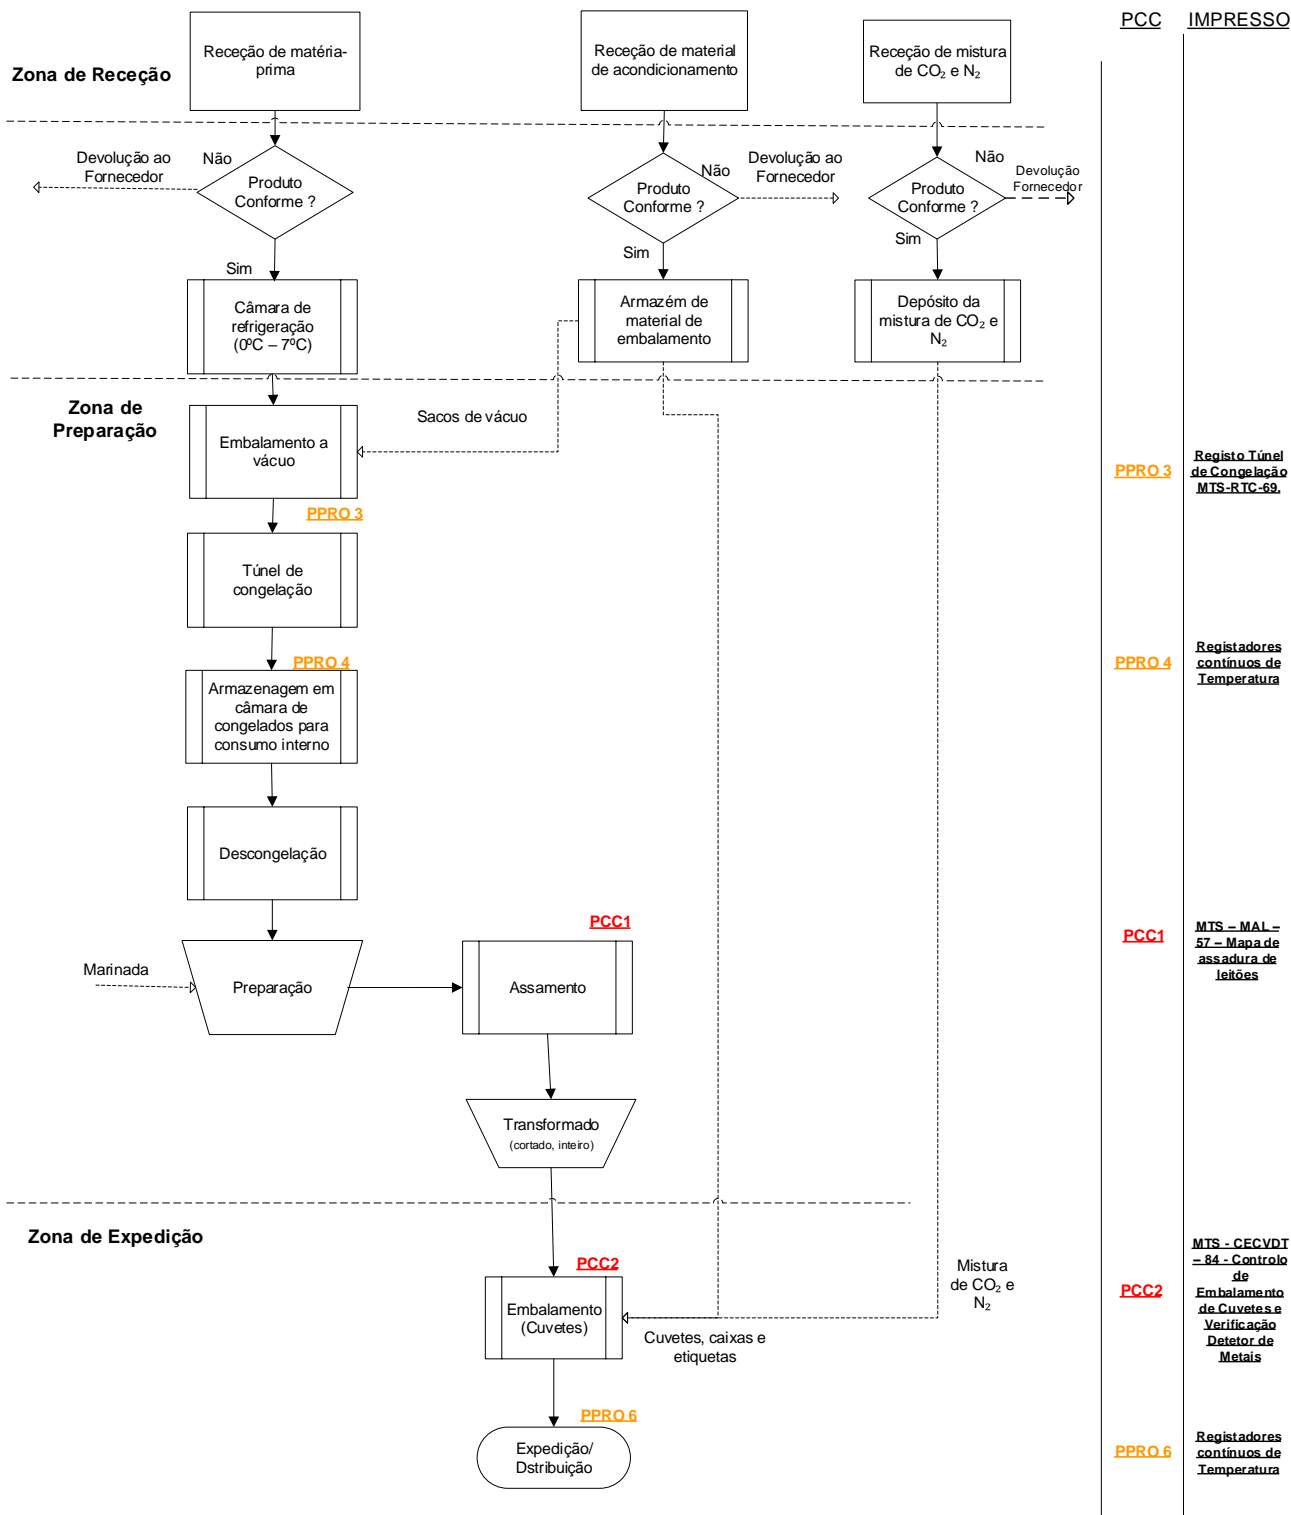 PCC
IMPRESSO
Zona de Receção
Receção de matéria-
prima
Receção de material
de acondicionamento
Receção de mistura
de CO₂ e N₂
Devolução ao
Fornecedor
Não
Produto
Conforme ?
Sim
Não
Devolução ao
Fornecedor
Produto
Conforme ?
Sim
Não
Devolução
Fornecedor
Produto
Conforme ?
Sim
Câmara de
refrigeração
(0ºC – 7ºC)
Armazém de
material de
embalamento
Depósito da
mistura de CO₂ e
N₂
Zona de
Preparação
Sacos de vácuo
Embalamento a
vácuo
PPRO 3
Registo Túnel
de Congelação
MTS-RTC-69.
PPRO 3
Túnel de
congelação
PPRO 4
PPRO 4
Registadores
contínuos de
Temperatura
Armazenagem em
câmara de
congelados para
consumo interno
Descongelação
PCC1
PCC1
MTS – MAL –
57 – Mapa de
assadura de
leitões
Marinada
Preparação
Assamento
Transformado
(cortado, inteiro)
Zona de Expedição
PCC2
Embalamento
(Cuvetes)
Mistura
de CO₂ e
N₂
Cuvetes, caixas e
etiquetas
PCC2
MTS - CECVDT
– 84 - Controlo
de
Embalamento
de Cuvetes e
Verificação
Detetor de
Metais
PPRO 6
Expedição/
Dstribuição
PPRO 6
Registadores
contínuos de
Temperatura